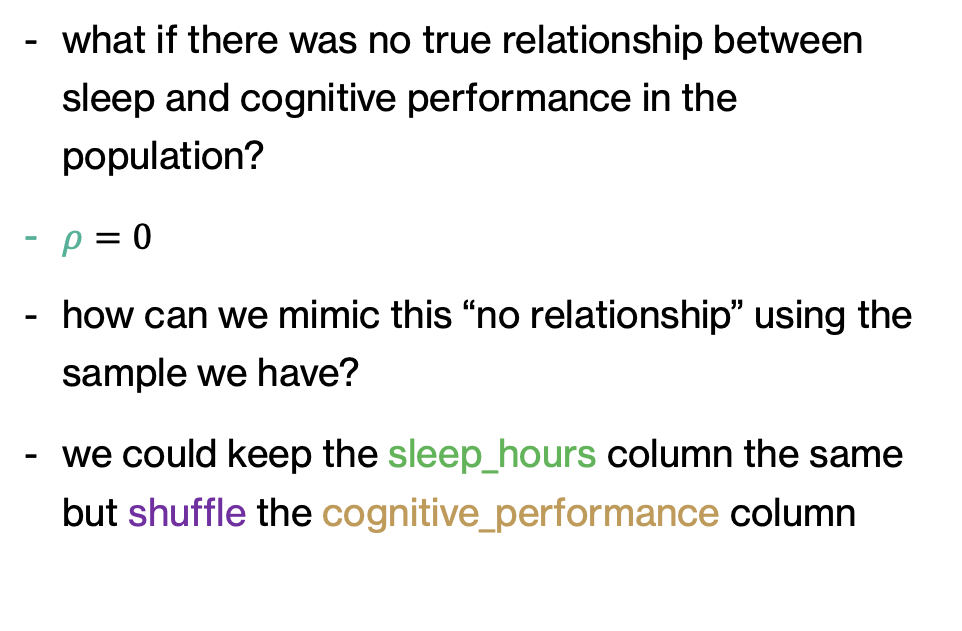 - what if there was no true relationship between
sleep and cognitive performance in the
population?
- ρ = 0
- how can we mimic this “no relationship” using the
sample we have?
- we could keep the sleep_hours column the same
but shuffle the cognitive_performance column